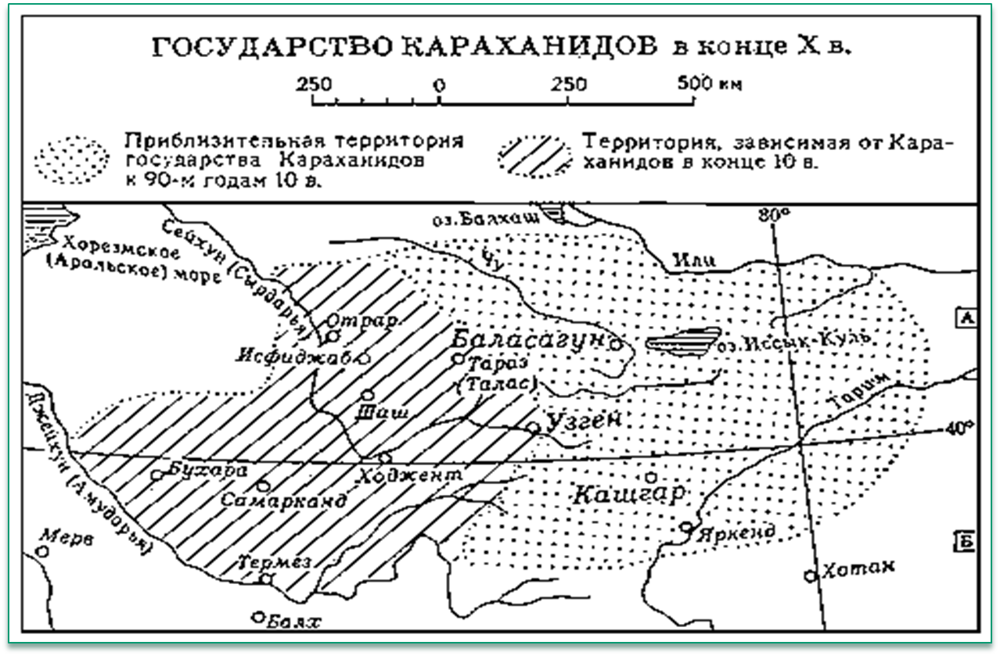 ГОСУДАРСТВО КАРАХАНИДОВ в конце X в.
250 0 250 500 км
Приблизительная территория
государства Караханидов
к 90-м годам 10 в.
Территория, зависимая от Кара-
ханидов в конце 10 в.
оз. Балхаш
80°
Сейхун (Сырдарья)
Хорезмское
(Аральское) море
Чу
Или
А
Отрар
Баласагун
оз. Иссык-Куль
Исфиджаб
Тараз
(Талас)
Тарим
Шаш
Узген
40°
Джейхун (Амударья)
Бухара
Ходжент
Самарканд
Кашгар
Мерв
Яркенд
Б
Термез
Хотан
Балх